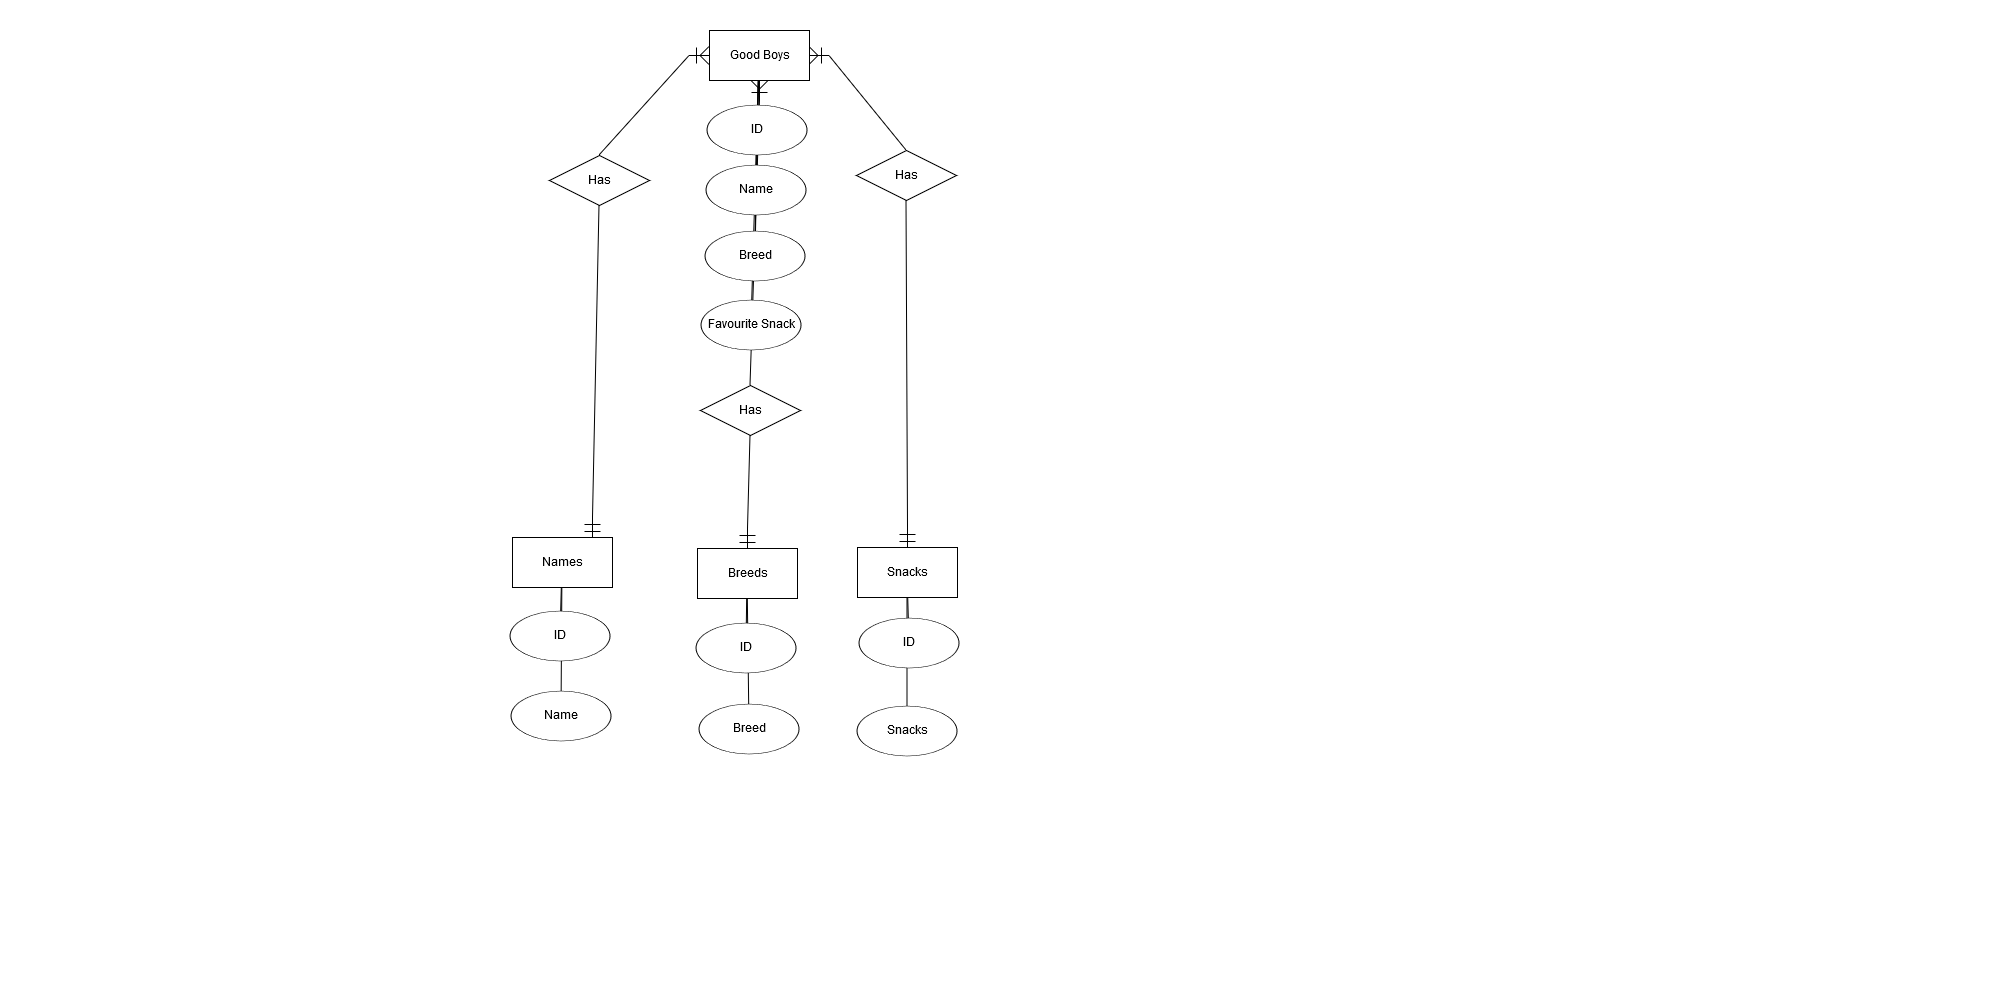 Good Boys
ID
Has
Has
Name
Breed
Favourite Snack
Has
Names
Breeds
Snacks
ID
ID
ID
Name
Breed
Snacks